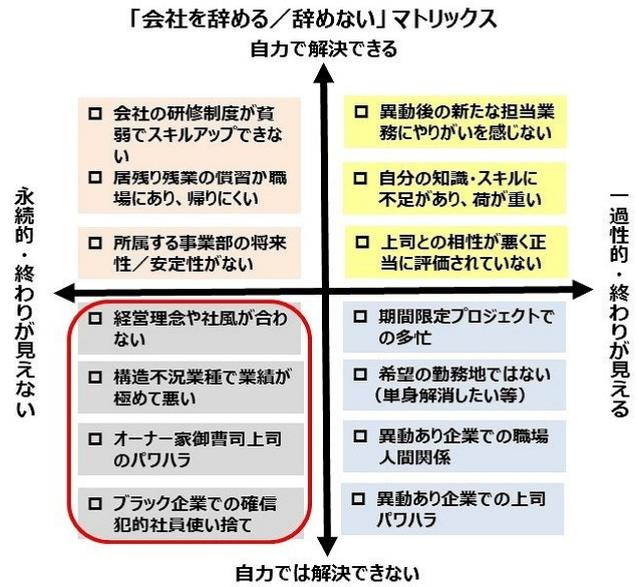 「会社を辞める／辞めない」マトリックス
自力で解決できる
会社の研修制度が貧
弱でスキルアップできな
い
居残り残業の慣習が職
場にあり、帰りにくい
所属する事業部の将来
性／安定性がない
異動後の新たな担当業
務にやりがいを感じない
自分の知識・スキルに
不足があり、荷が重い
上司との相性が悪く正
当に評価されていない
永続的・終わりが見えない
一過性的・終わりが見える
経営理念や社風が合わ
ない
構造不況業種で業績が
極めて悪い
オーナー家御曹司上司
のパワハラ
ブラック企業での確信
犯的社員使い捨て
期間限定プロジェクトで
の多忙
希望の勤務地ではない
（単身解消したい等）
異動あり企業での職場
人間関係
異動あり企業での上司
パワハラ
自力では解決できない